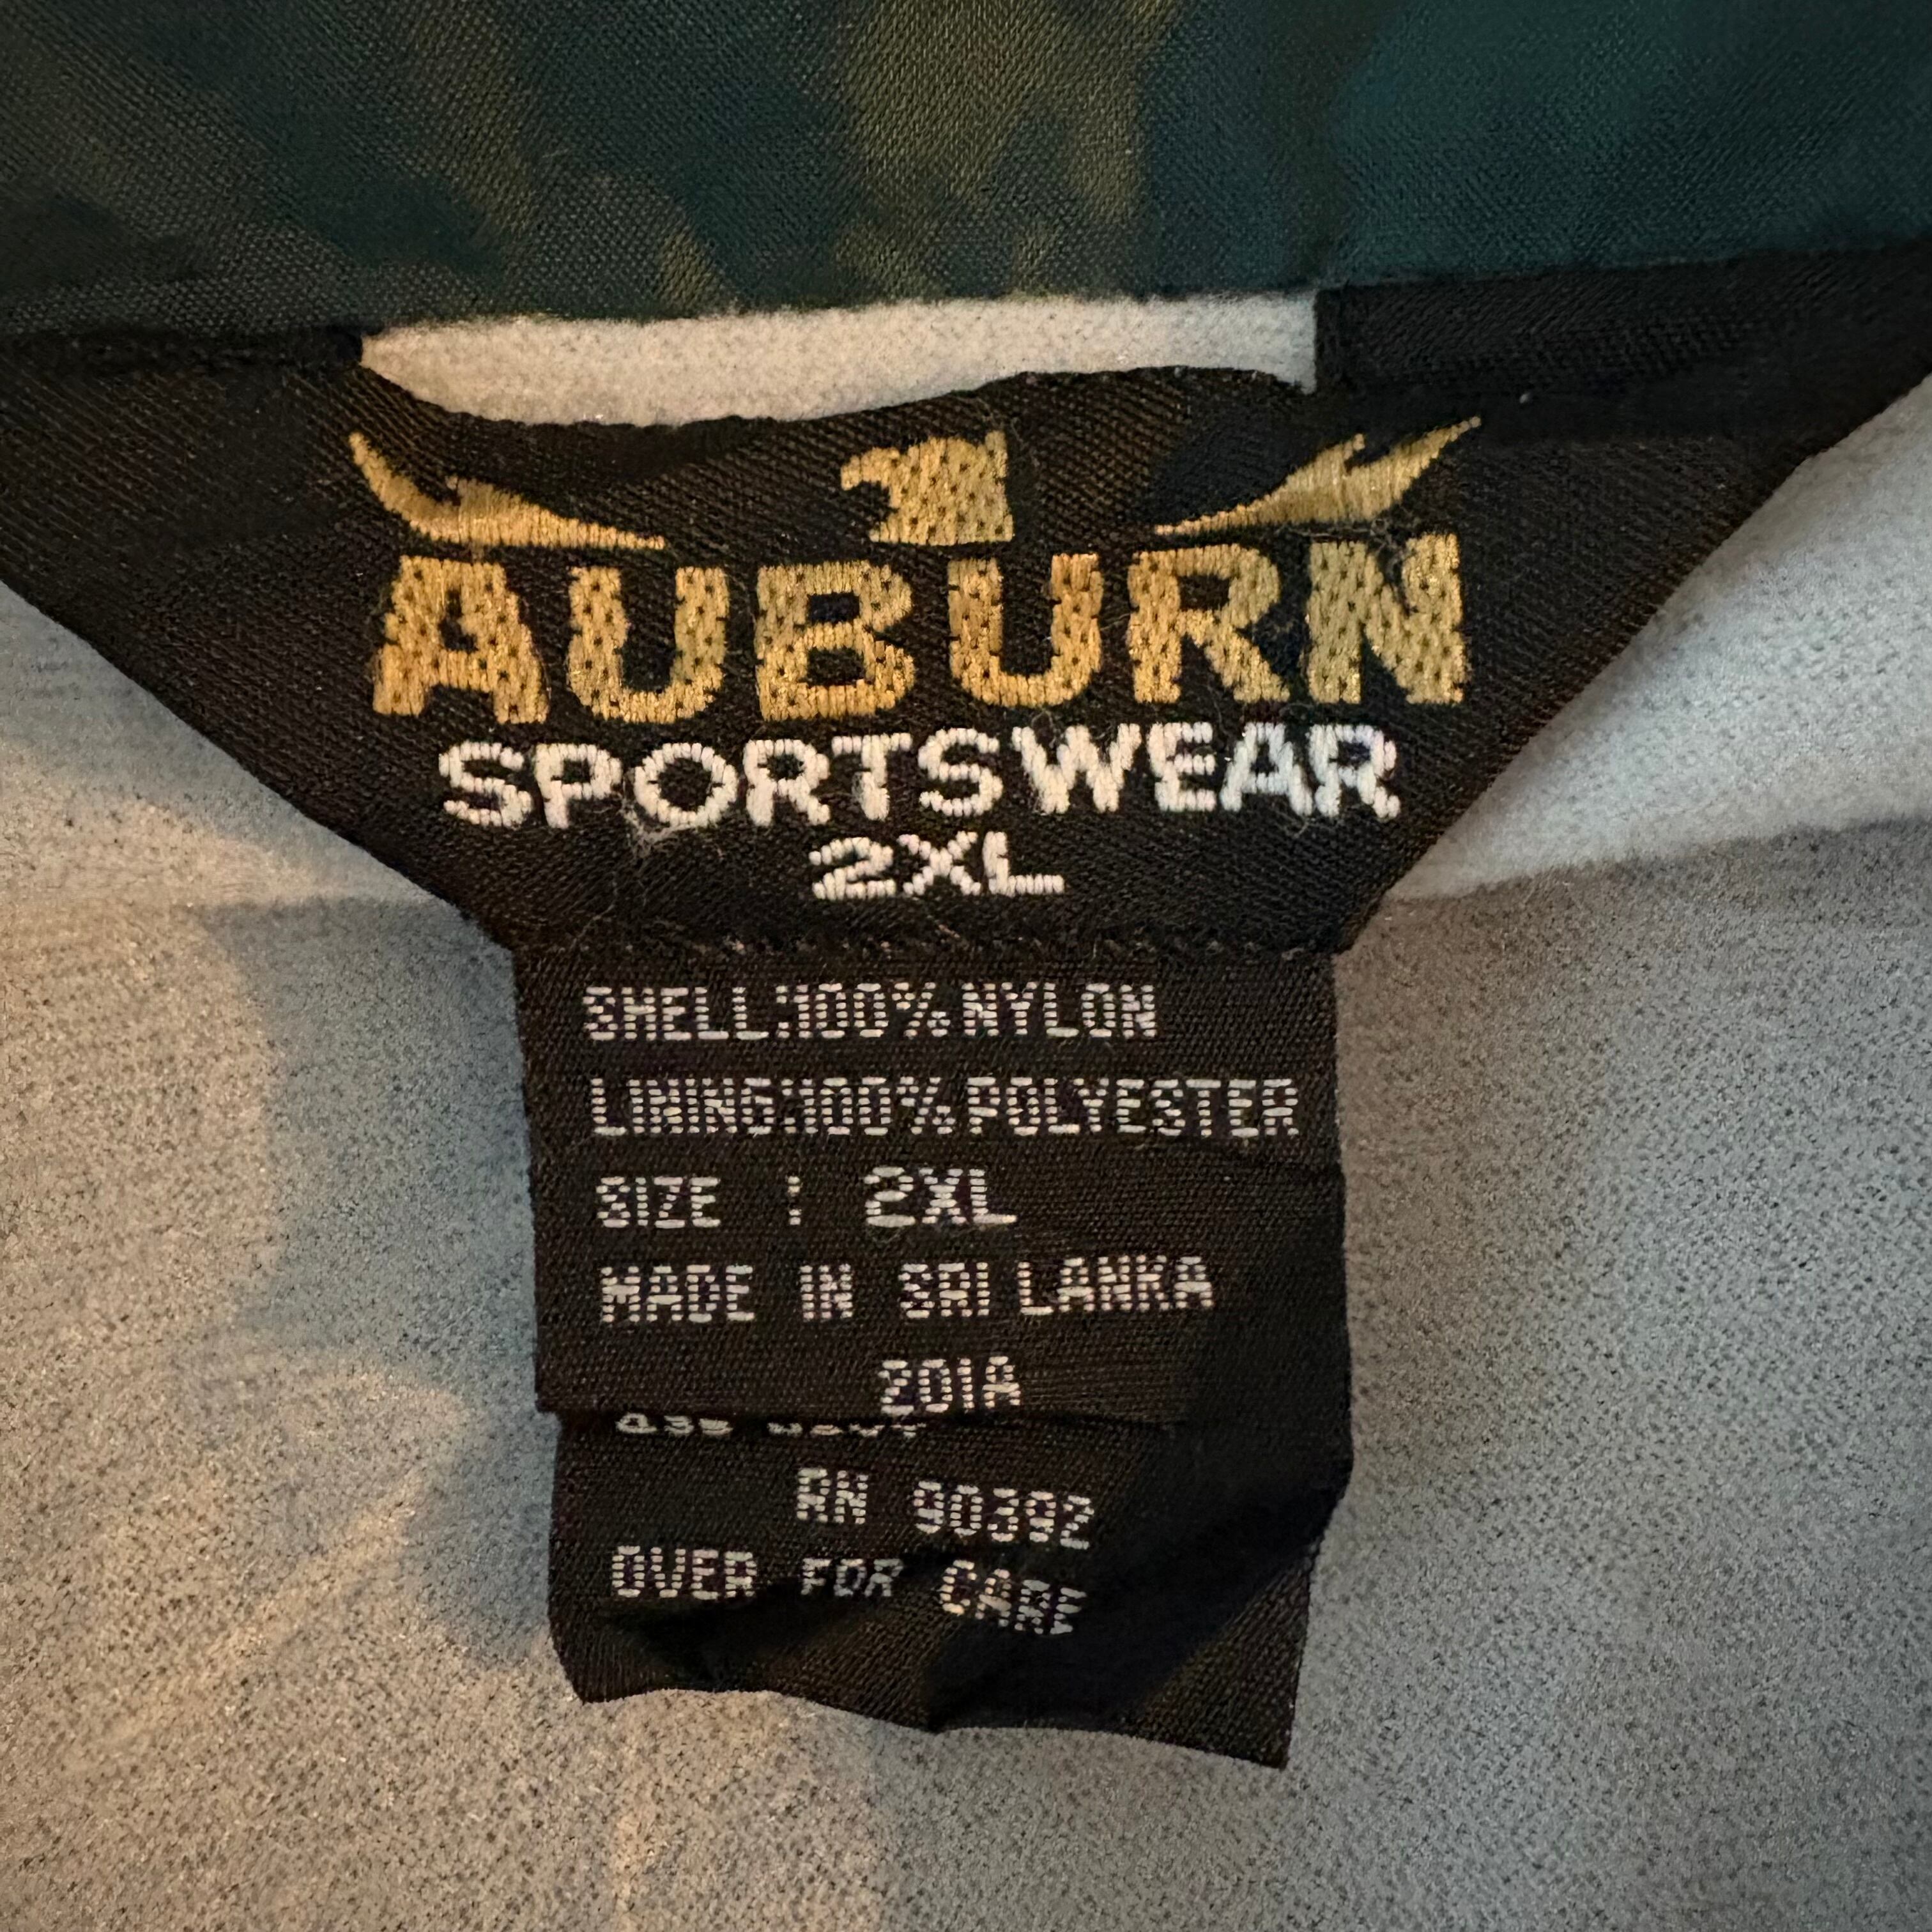 AUBURN
SPORTSWEAR
2XL
SHELL:100% NYLON
LINING:100% POLYESTER
SIZE : 2XL
MADE IN SRI LANKA
201A
RN 90392
OVER FOR CARE